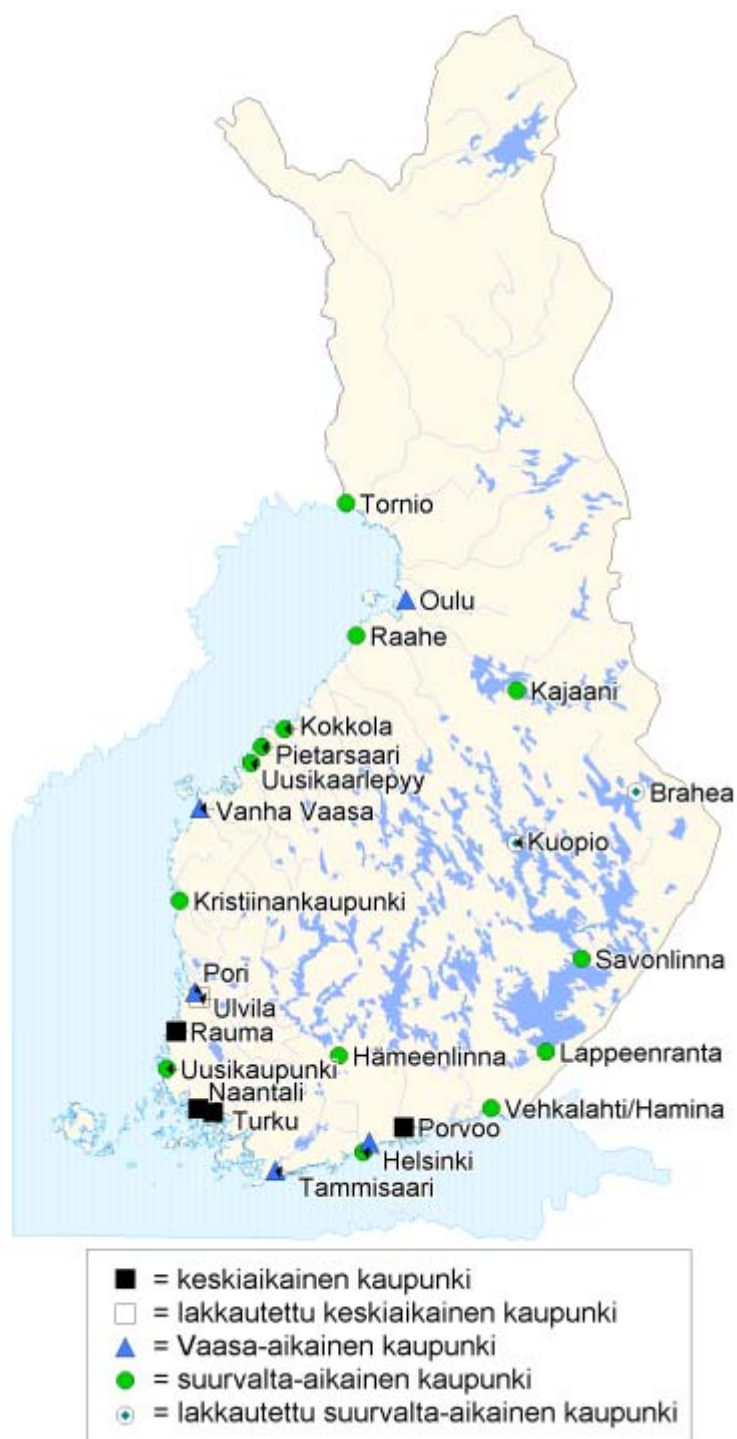 Tornio
Oulu
Raahe
Kajaani
Kokkola
Pietarsaari
Uusikaarlepyy
Brahea
Vanha Vaasa
Kuopio
Kristiinankaupunki
Savonlinna
Pori
Ulvila
Rauma
Hämeenlinna
Lappeenranta
Uusikaupunki
Naantali
Turku
Vehkalahti/Hamina
Porvoo
Helsinki
Tammisaari
= keskiaikainen kaupunki
= lakkautettu keskiaikainen kaupunki
= Vaasa-aikainen kaupunki
= suurvalta-aikainen kaupunki
= lakkautettu suurvalta-aikainen kaupunki